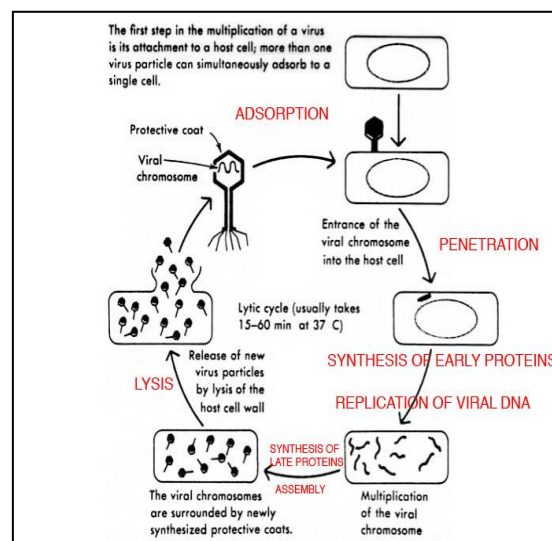 The first step in the multiplication of a virus
is its attachment to a host cell; more than one
virus particle can simultaneously adsorb to a
single cell.
ADSORPTION
Protective coat
Viral
chromosome
Entrance of the
viral chromosome
into the host cell
PENETRATION
Lytic cycle (usually takes
15–60 min at 37 C)
SYNTHESIS OF EARLY PROTEINS
REPLICATION OF VIRAL DNA
Release of new
virus particles
by lysis of the
host cell wall
LYSIS
SYNTHESIS OF
LATE PROTEINS
ASSEMBLY
The viral chromosomes
are surrounded by newly
synthesized protective coats.
Multiplication
of the viral
chromosome